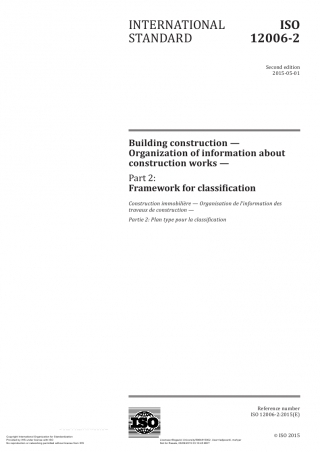 INTERNATIONAL
STANDARD
ISO
12006-2
Second edition
2015-05-01
Building construction —
Organization of information about
construction works —
Part 2:
Framework for classification
Construction immobilière — Organisation de l'information des
travaux de construction —
Partie 2: Plan type pour la classification
Reference number
ISO 12006-2:2015(E)
ISO
© ISO 2015